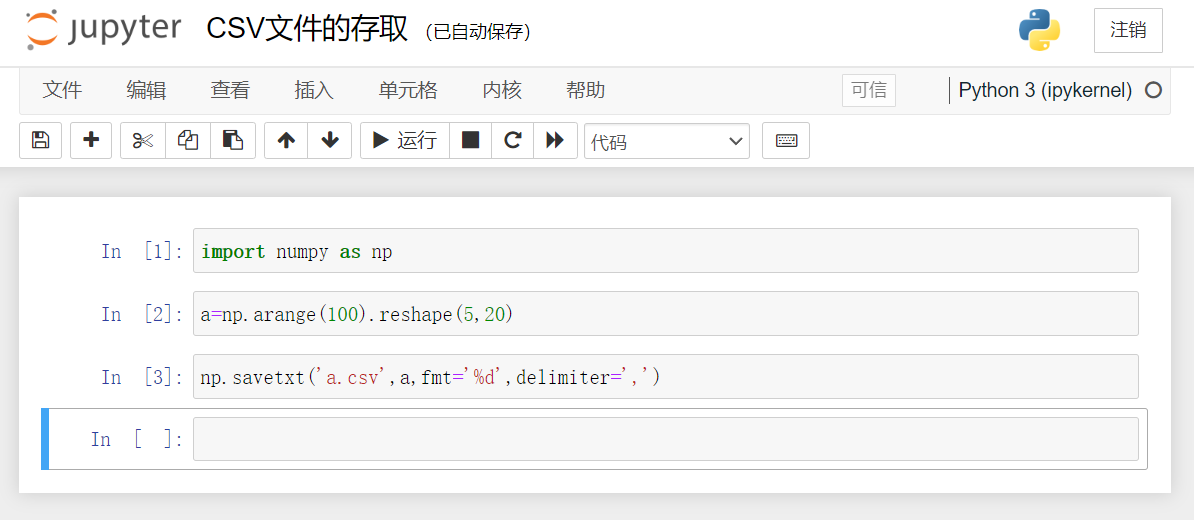 jupyter CSV文件的存取 (已自动保存) 注销
文件 编辑 查看 插入 单元格 内核 帮助 可信 Python 3 (ipykernel)
运行 代码
In [1]: import numpy as np
In [2]: a=np.arange(100).reshape(5,20)
In [3]: np.savetxt('a.csv',a,fmt='%d',delimiter=',')
In [ ]: